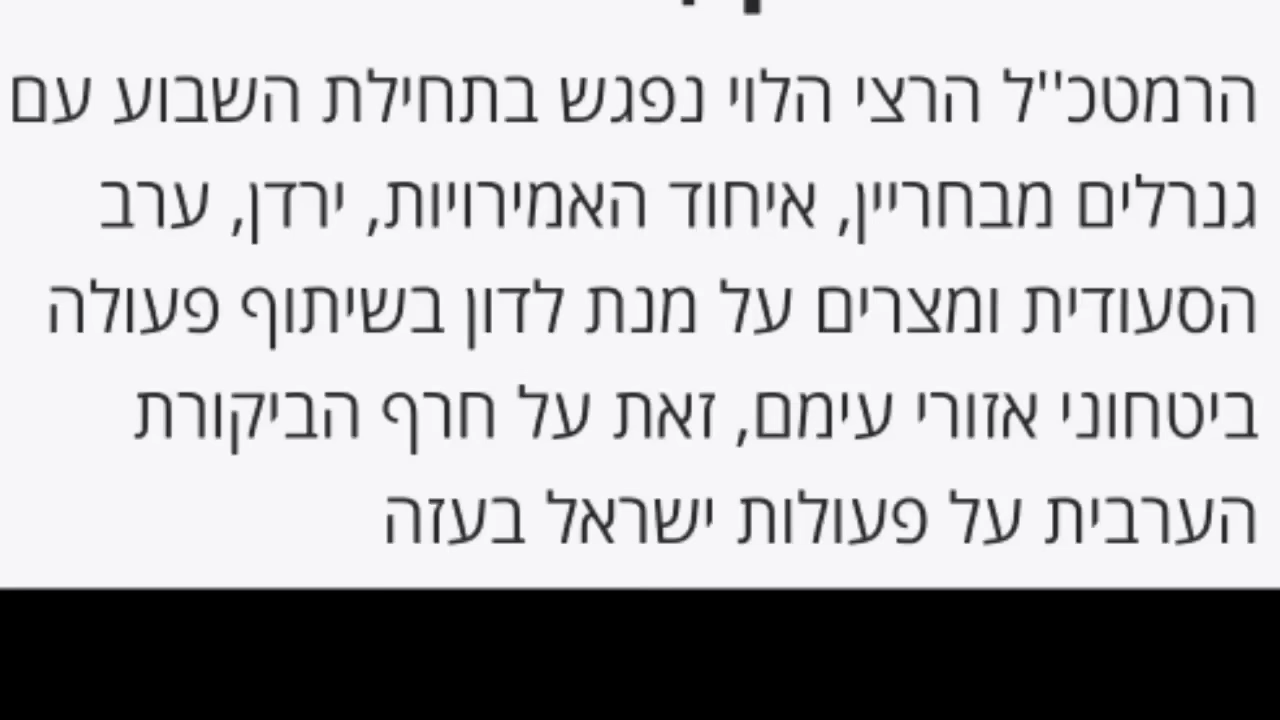 הרמטכ''ל הרצי הלוי נפגש בתחילת השבוע עם
גנרלים מבחריין, איחוד האמירויות, ירדן, ערב
הסעודית ומצרים על מנת לדון בשיתוף פעולה
ביטחוני אזורי עימם, זאת על חרף הביקורת
הערבית על פעולות ישראל בעזה